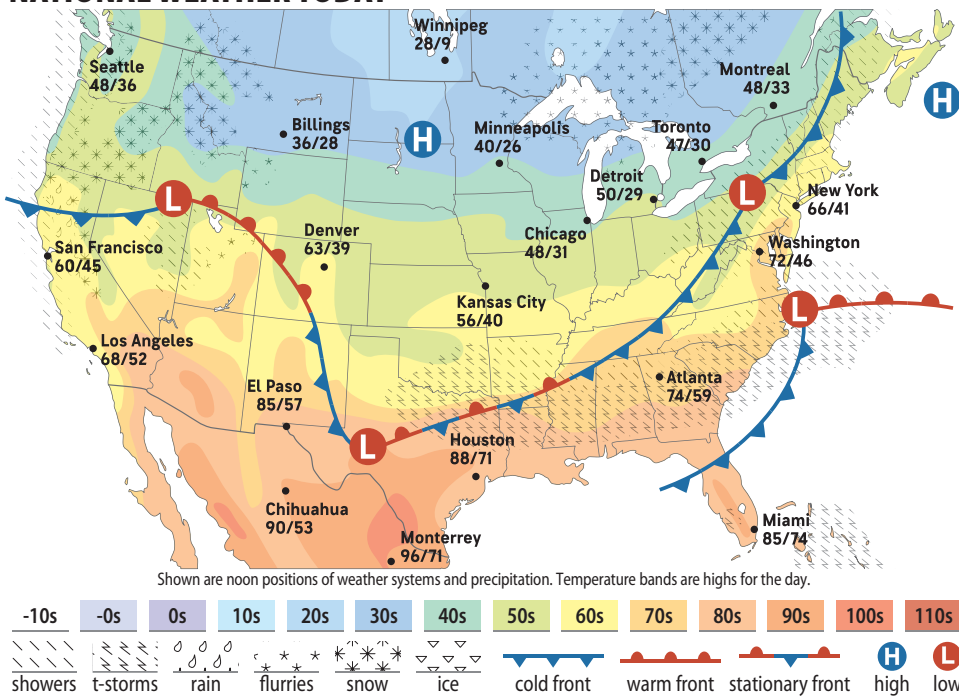 NATIONAL WEATHER TODAY
Winnipeg
28/9
Seattle
48/36
Montreal
48/33
H
Billings
36/28
H
Minneapolis
40/26
Toronto
47/30
Detroit
50/29
L
L
New York
66/41
San Francisco
60/45
Denver
63/39
Chicago
48/31
Washington
72/46
Kansas City
56/40
L
Los Angeles
68/52
El Paso
85/57
Atlanta
74/59
L
Houston
88/71
Chihuahua
90/53
Miami
85/74
Monterrey
96/71
Shown are noon positions of weather systems and precipitation. Temperature bands are highs for the day.
-10s -0s 0s 10s 20s 30s 40s 50s 60s 70s 80s 90s 100s 110s
H L
showers t-storms rain flurries snow ice cold front warm front stationary front high low